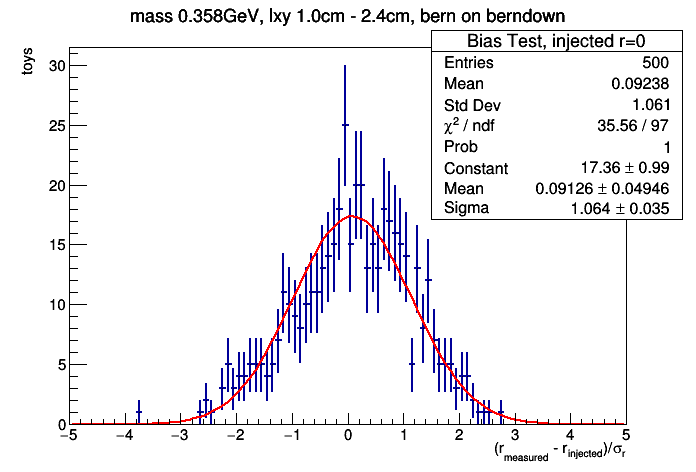 mass 0.358GeV, lxy 1.0cm - 2.4cm, bern on berndown
Bias Test, injected r=0
Entries 500
Mean 0.09238
Std Dev 1.061
χ² / ndf 35.56 / 97
Prob 1
Constant 17.36 ± 0.99
Mean 0.09126 ± 0.04946
Sigma 1.064 ± 0.035
toys
30
25
20
15
10
5
0
−5 −4 −3 −2 −1 0 1 2 3 4 5
(r_measured - r_injected)/σ_r